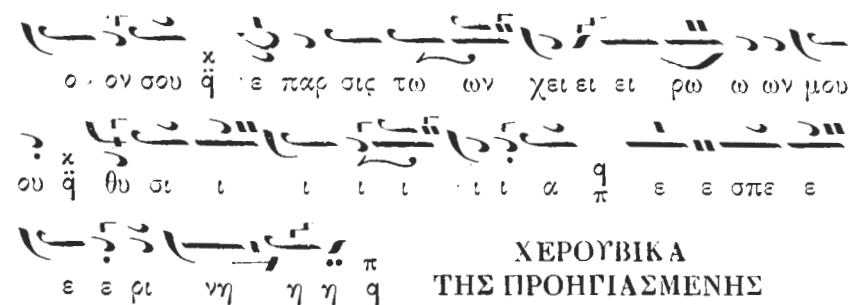 ο · ον σου κ q̈ · ε παρ σις τω ων χει ει ει ρω ω ων μου
ου κ q̈ θυ σι ι ι ι ι · ι ι α q π ε ε σπε ε
ε ε ρι νη η η π q
ΧΕΡΟΥΒΙΚΑ
ΤΗΣ ΠΡΟΗΓΙΑΣΜΕΝΗΣ